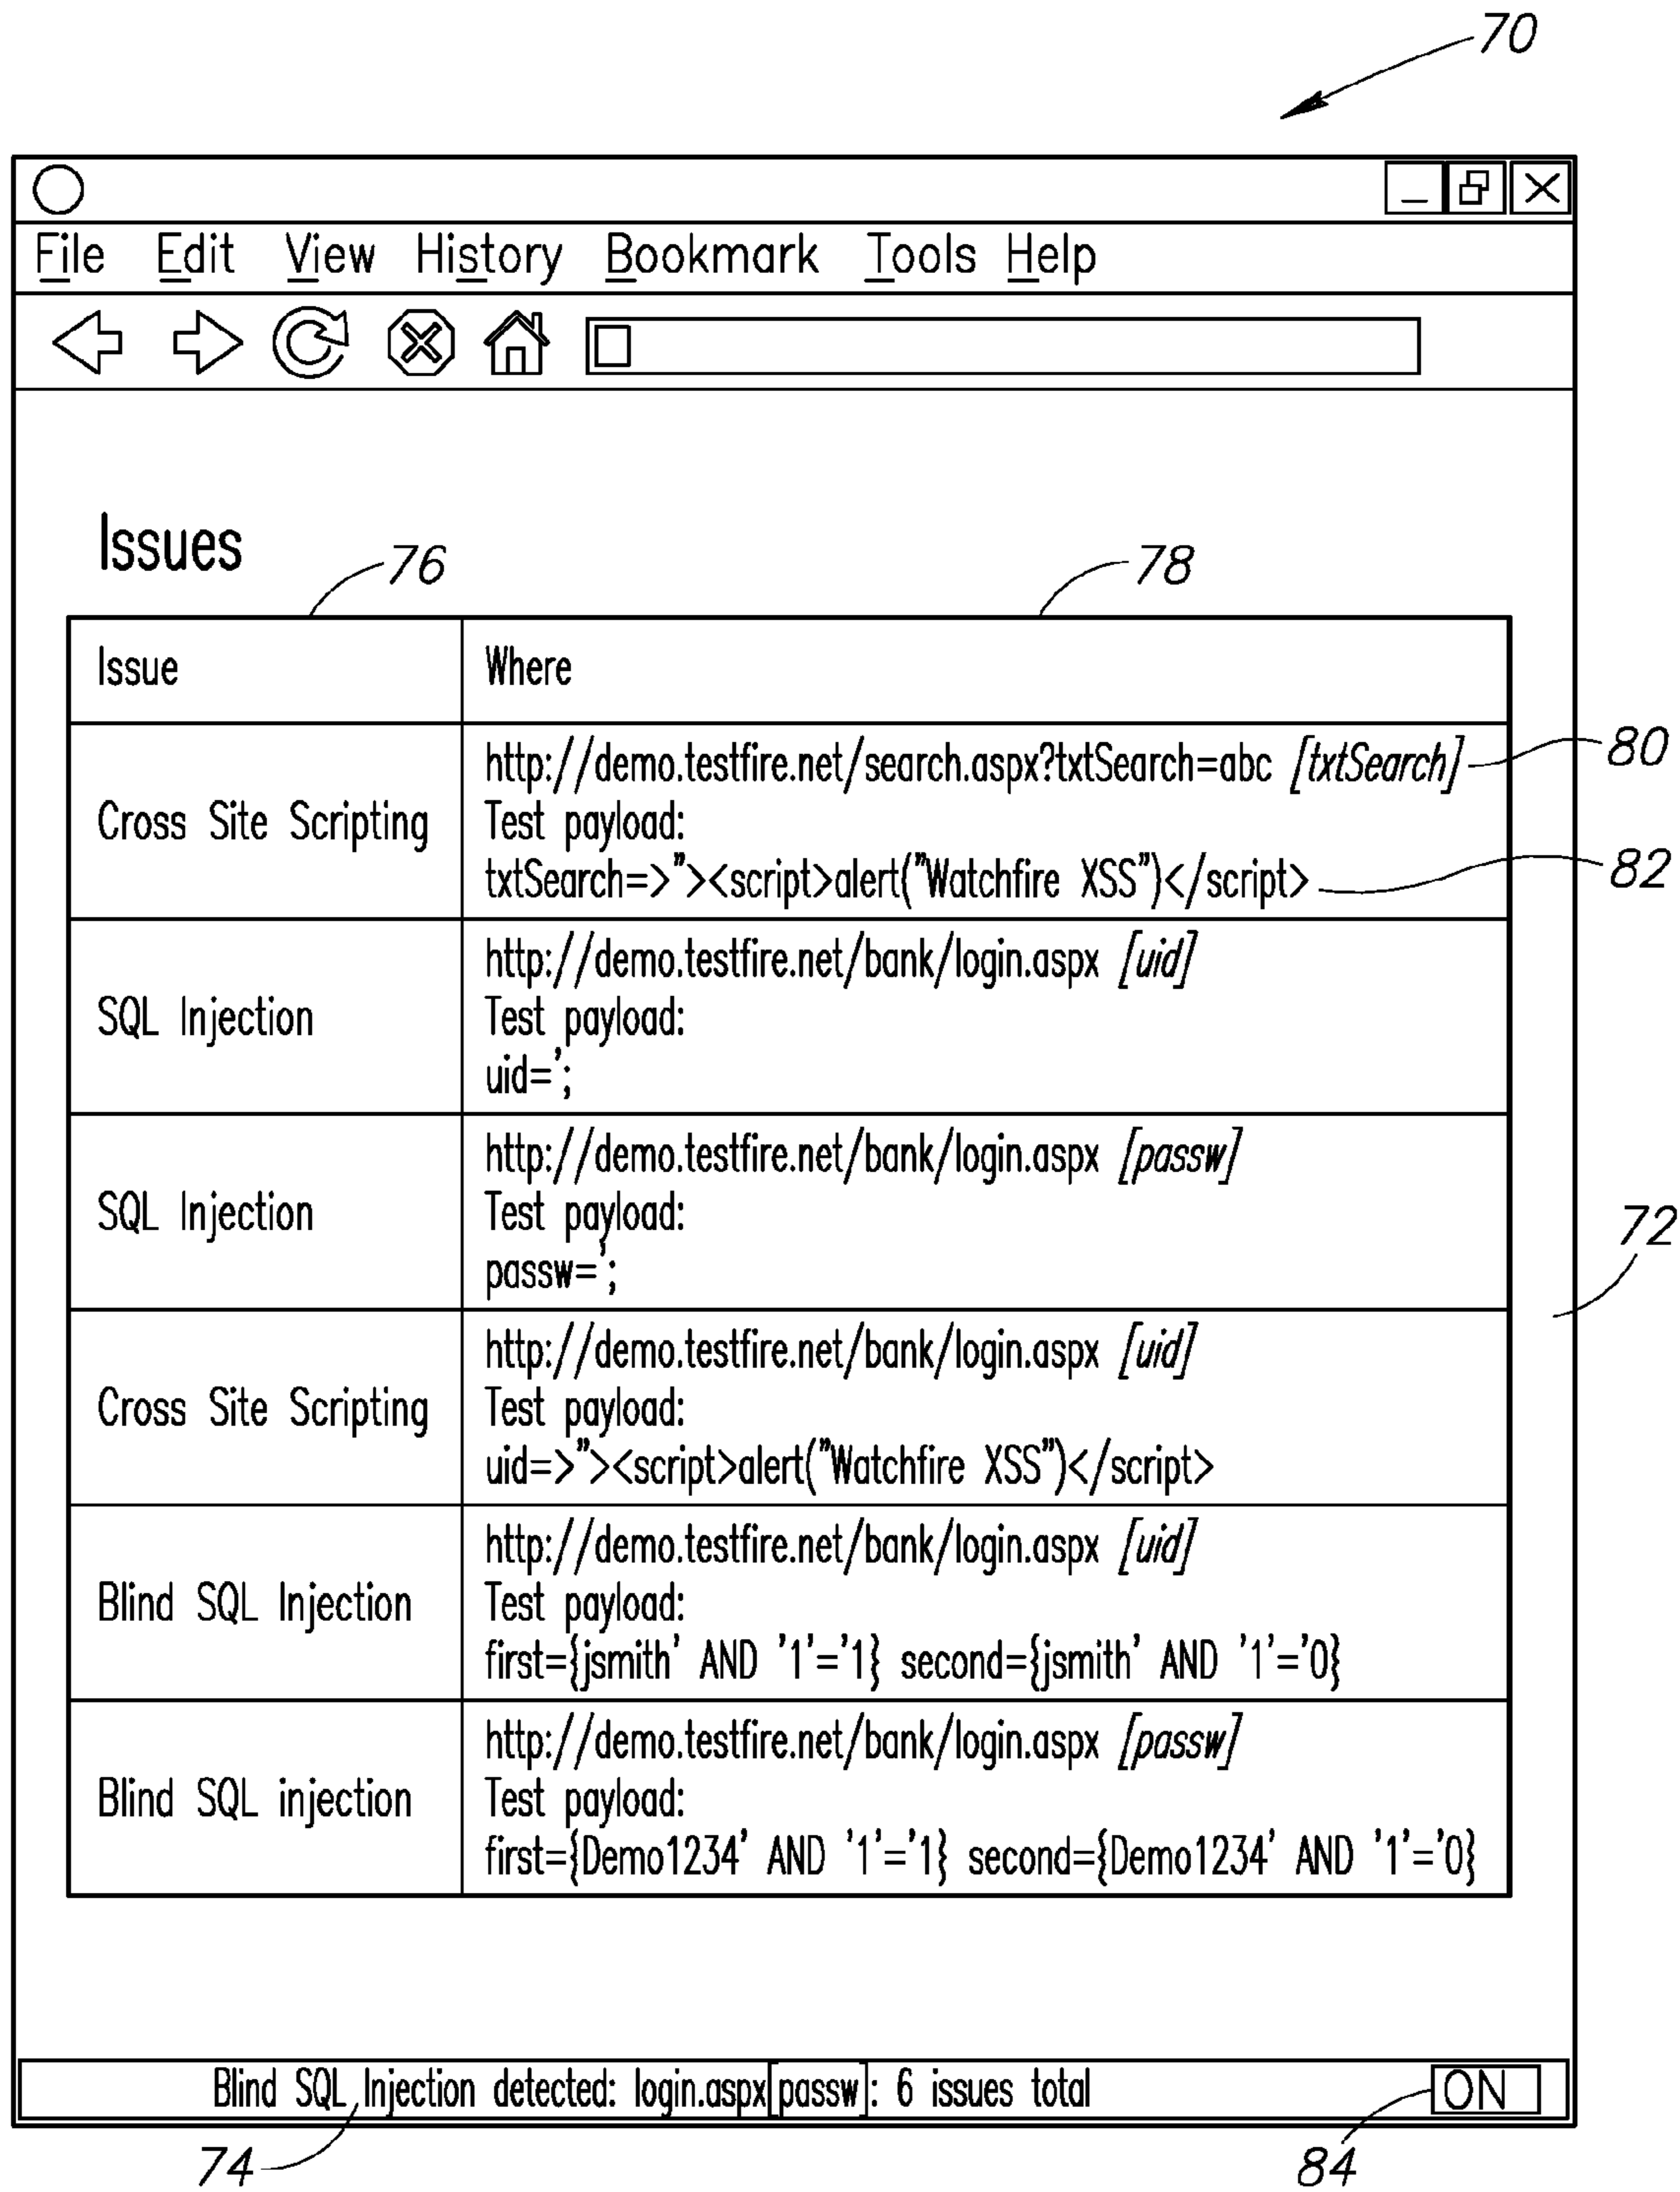 70
File Edit View History Bookmark Tools Help
Issues
76
78
Issue Where
http://demo.testfire.net/search.aspx?txtSearch=abc [txtSearch]
80
Cross Site Scripting
Test payload:
txtSearch=>"><script>alert("Watchfire XSS")</script>
82
http://demo.testfire.net/bank/login.aspx [uid]
SQL Injection
Test payload:
uid=';
http://demo.testfire.net/bank/login.aspx [passw]
SQL Injection
Test payload:
passw=';
72
http://demo.testfire.net/bank/login.aspx [uid]
Cross Site Scripting
Test payload:
uid=>"><script>alert("Watchfire XSS")</script>
http://demo.testfire.net/bank/login.aspx [uid]
Blind SQL Injection
Test payload:
first={jsmith' AND '1'='1} second={jsmith' AND '1'='0}
http://demo.testfire.net/bank/login.aspx [passw]
Blind SQL injection
Test payload:
first={Demo1234' AND '1'='1} second={Demo1234' AND '1'='0}
Blind SQL Injection detected: login.aspx[passw]: 6 issues total
ON
74
84